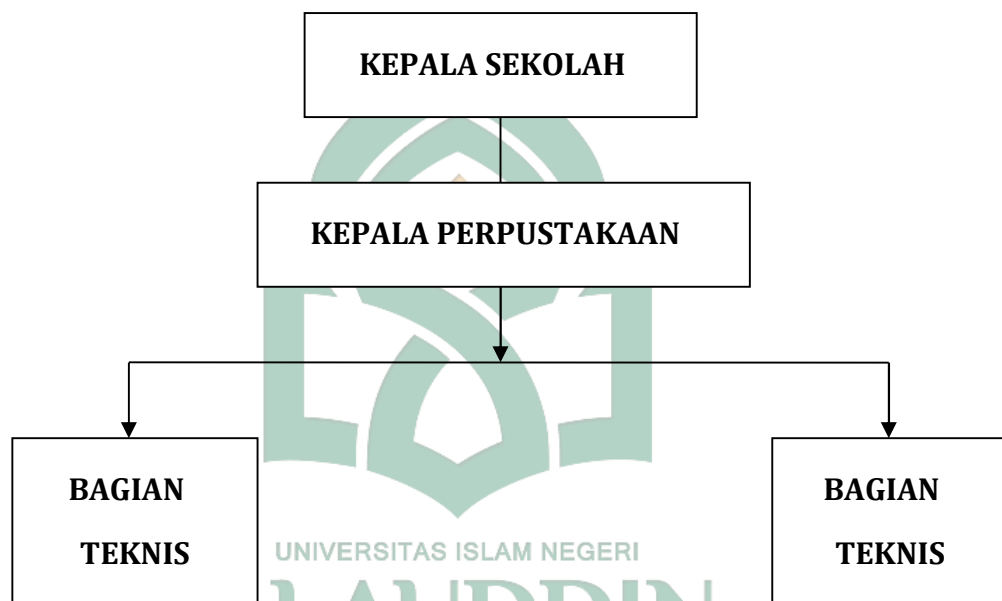 KEPALA SEKOLAH
KEPALA PERPUSTAKAAN
BAGIAN
TEKNIS
BAGIAN
TEKNIS
UNIVERSITAS ISLAM NEGERI